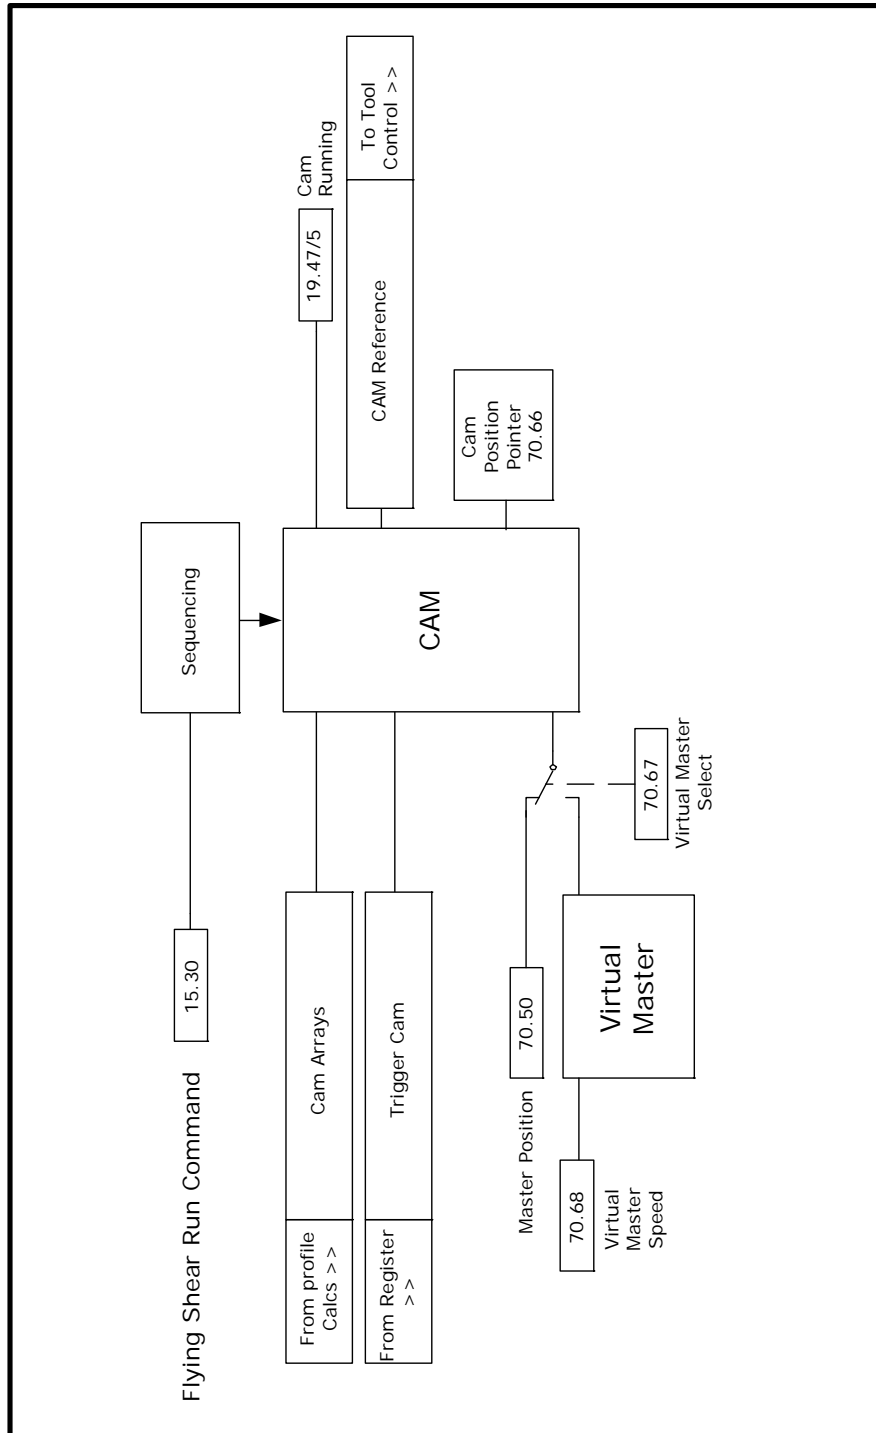 Flying Shear Run Command
15.30
Sequencing
From profile
Calcs >>
Cam Arrays
From Register
>>
Trigger Cam
CAM
19.47/5
Cam
Running
CAM Reference
To Tool
Control >>
Cam
Position
Pointer
70.66
Master Position
70.50
70.68
Virtual
Master
Speed
Virtual
Master
70.67
Virtual Master
Select